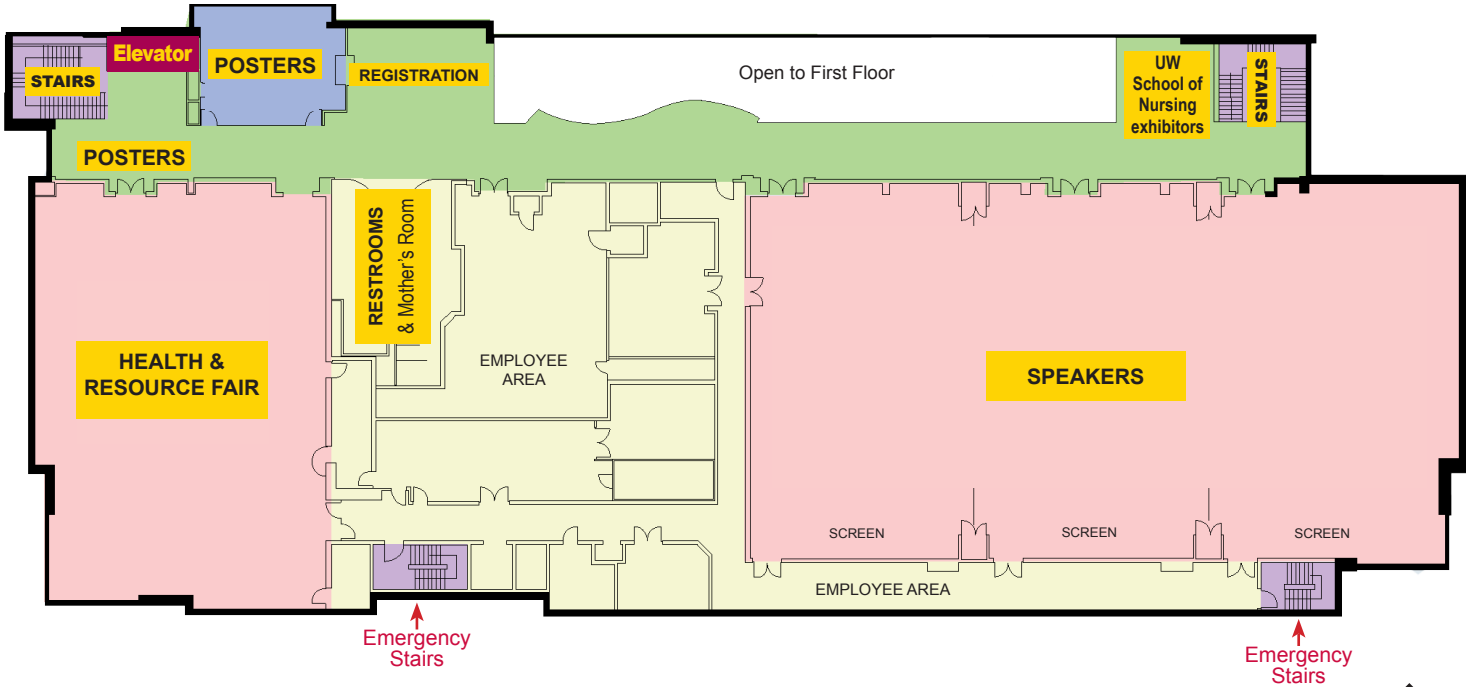 Elevator
STAIRS
POSTERS
REGISTRATION
Open to First Floor
UW
School of
Nursing
exhibitors
STAIRS
POSTERS
RESTROOMS
& Mother's Room
HEALTH &
RESOURCE FAIR
EMPLOYEE
AREA
SPEAKERS
SCREEN
SCREEN
SCREEN
EMPLOYEE AREA
Emergency
Stairs
Emergency
Stairs